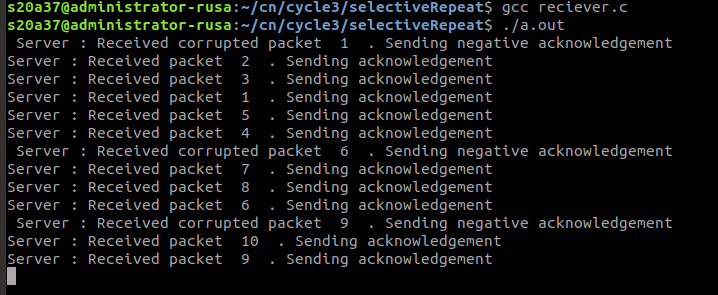 s20a37@administrator-rusa:~/cn/cycle3/selectiveRepeat$ gcc reciever.c
s20a37@administrator-rusa:~/cn/cycle3/selectiveRepeat$ ./a.out
 Server : Received corrupted packet  1  . Sending negative acknowledgement
Server : Received packet  2  . Sending acknowledgement
Server : Received packet  3  . Sending acknowledgement
Server : Received packet  1  . Sending acknowledgement
Server : Received packet  5  . Sending acknowledgement
Server : Received packet  4  . Sending acknowledgement
 Server : Received corrupted packet  6  . Sending negative acknowledgement
Server : Received packet  7  . Sending acknowledgement
Server : Received packet  8  . Sending acknowledgement
Server : Received packet  6  . Sending acknowledgement
 Server : Received corrupted packet  9  . Sending negative acknowledgement
Server : Received packet  10  . Sending acknowledgement
Server : Received packet  9  . Sending acknowledgement